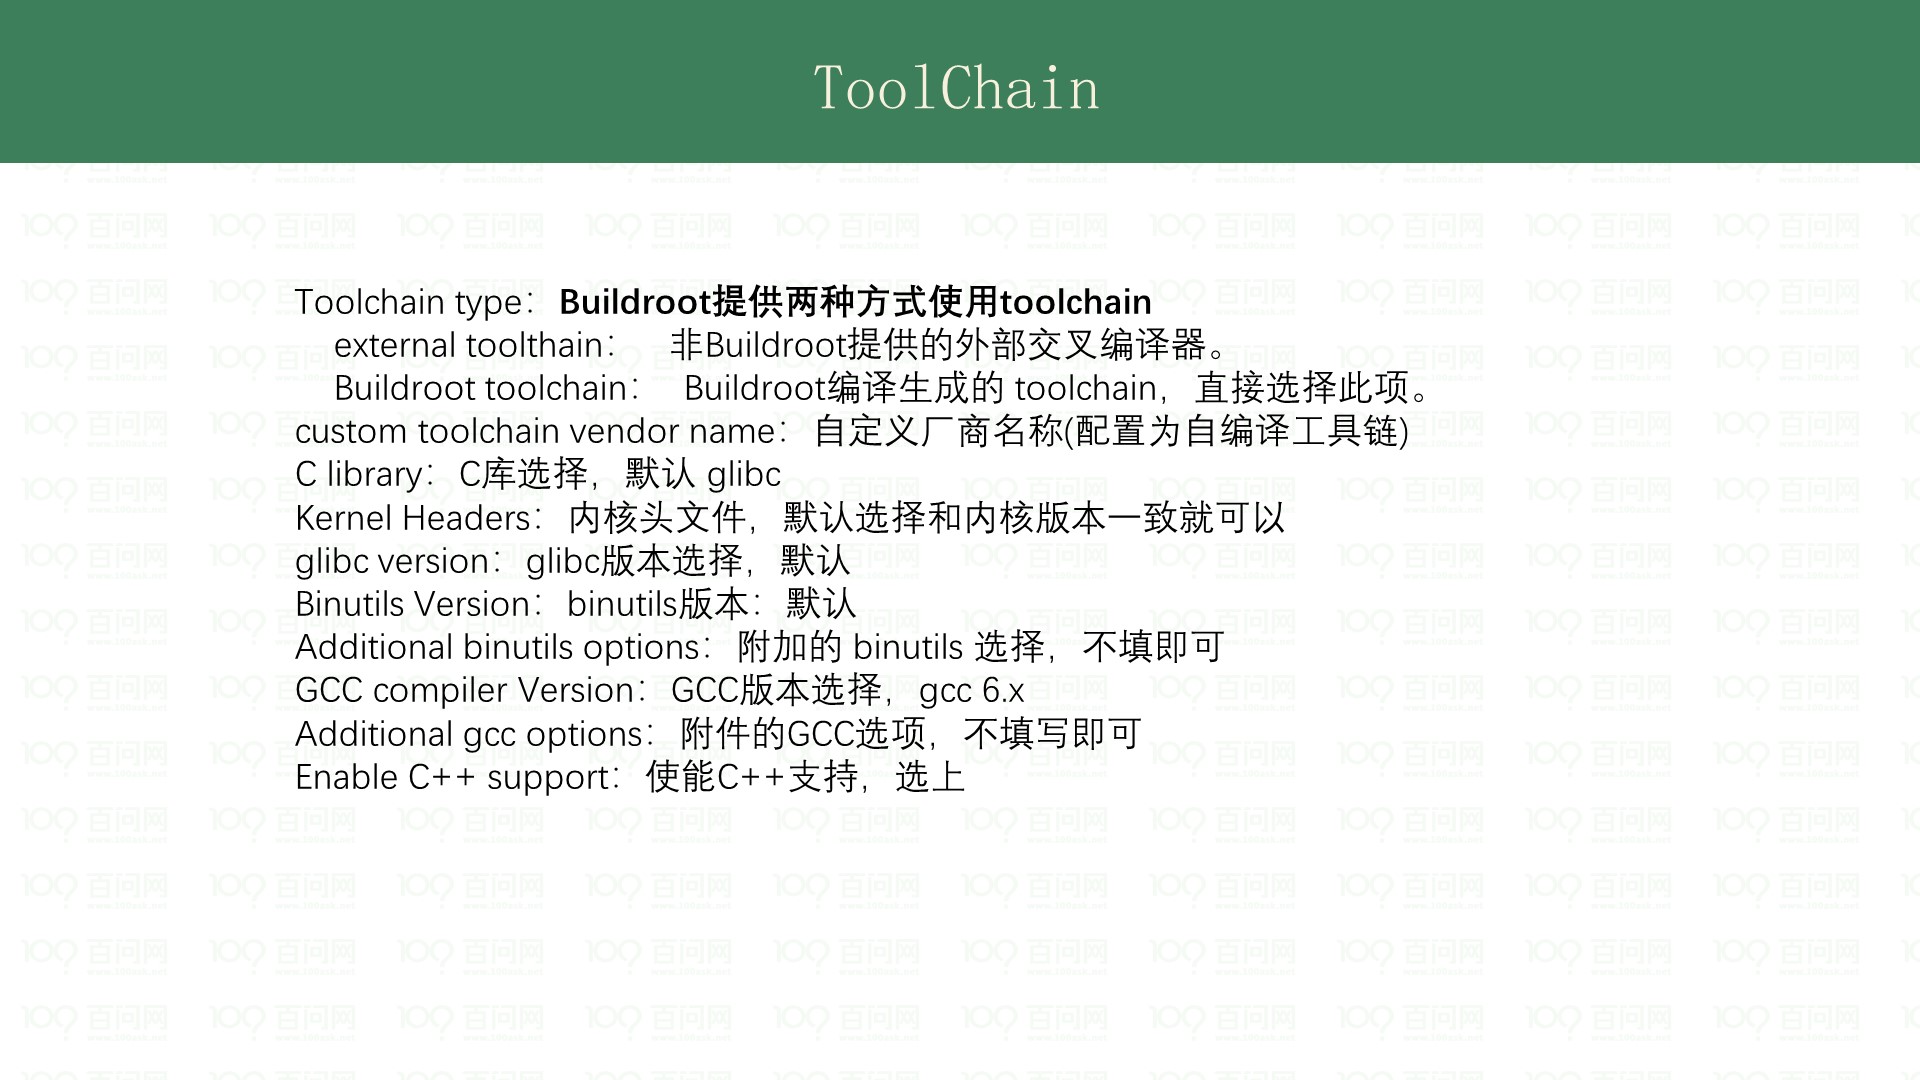 ToolChain
Toolchain type：Buildroot提供两种方式使用toolchain
external toolthain： 非Buildroot提供的外部交叉编译器。
Buildroot toolchain： Buildroot编译生成的 toolchain，直接选择此项。
custom toolchain vendor name：自定义厂商名称(配置为自编译工具链)
C library：C库选择，默认 glibc
Kernel Headers：内核头文件，默认选择和内核版本一致就可以
glibc version：glibc版本选择，默认
Binutils Version：binutils版本：默认
Additional binutils options：附加的 binutils 选择，不填即可
GCC compiler Version：GCC版本选择，gcc 6.x
Additional gcc options：附件的GCC选项，不填写即可
Enable C++ support：使能C++支持，选上